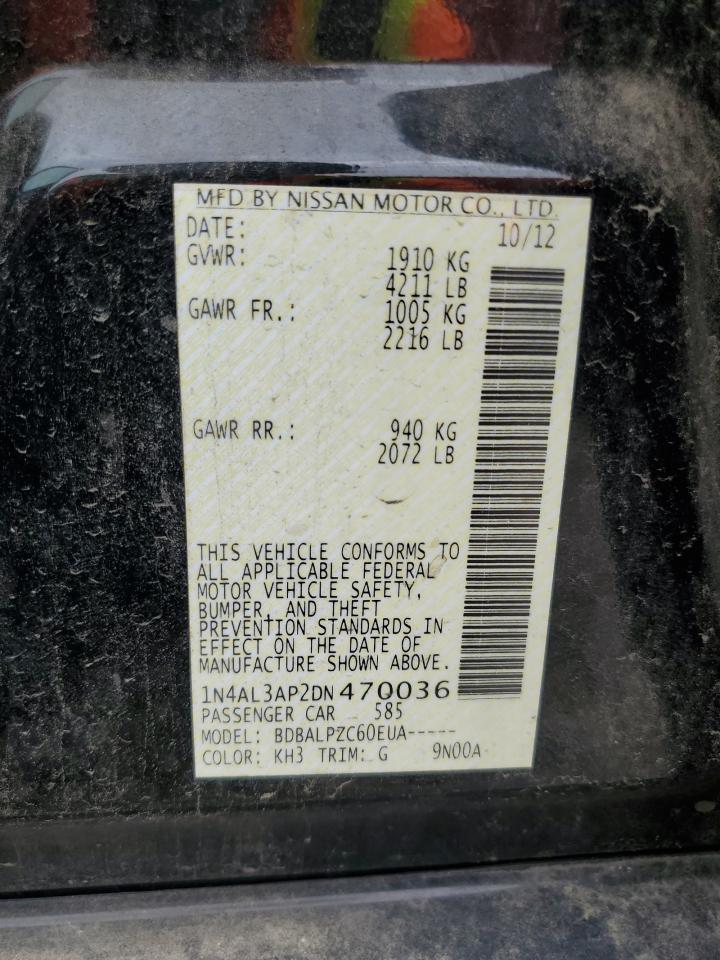 MFD BY NISSAN MOTOR CO., LTD.
DATE: 10/12
GVWR: 1910 KG
4211 LB
GAWR FR.: 1005 KG
2216 LB
GAWR RR.: 940 KG
2072 LB
THIS VEHICLE CONFORMS TO
ALL APPLICABLE FEDERAL
MOTOR VEHICLE SAFETY,
BUMPER, AND THEFT
PREVENTION STANDARDS IN
EFFECT ON THE DATE OF
MANUFACTURE SHOWN ABOVE.
1N4AL3AP2DN470036
PASSENGER CAR 585
MODEL: BDBALPZC60EUA-----
COLOR: KH3 TRIM: G 9N00A